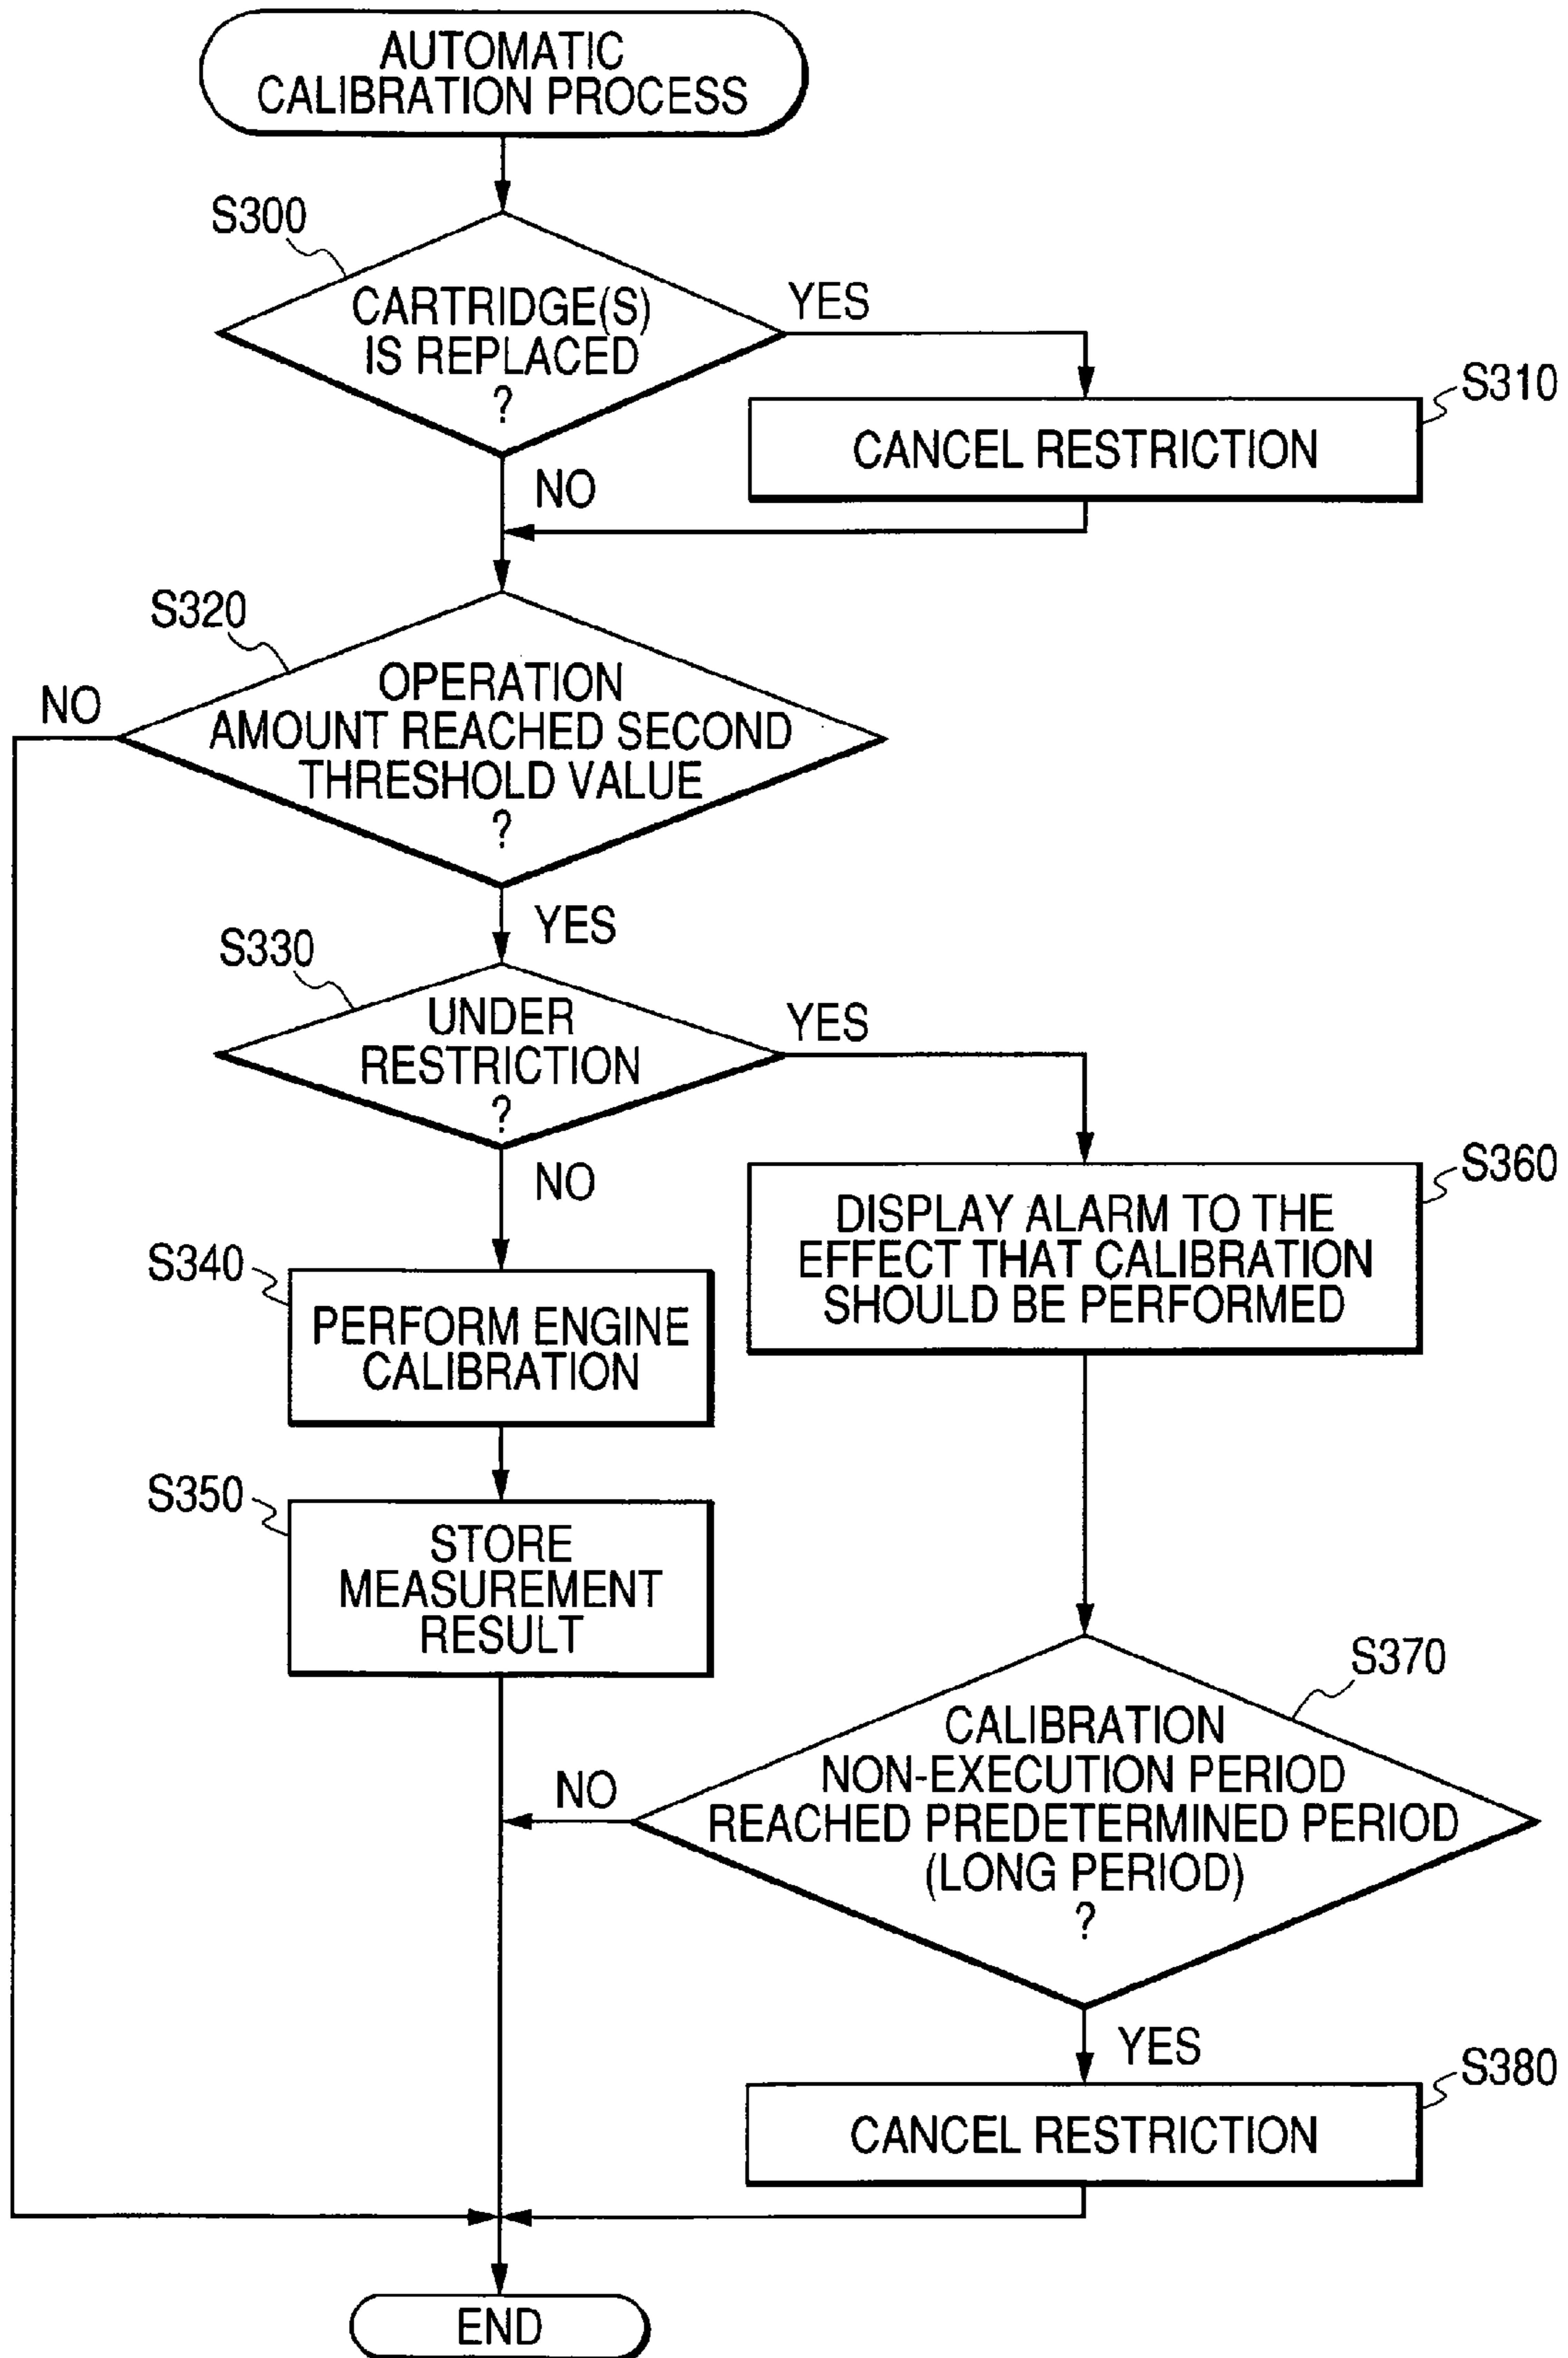 AUTOMATIC
CALIBRATION PROCESS
S300
CARTRIDGE(S)
IS REPLACED
?
YES
S310
CANCEL RESTRICTION
NO
S320
OPERATION
AMOUNT REACHED SECOND
THRESHOLD VALUE
?
NO
YES
S330
UNDER
RESTRICTION
?
YES
NO
S340
PERFORM ENGINE
CALIBRATION
S360
DISPLAY ALARM TO THE
EFFECT THAT CALIBRATION
SHOULD BE PERFORMED
S350
STORE
MEASUREMENT
RESULT
S370
CALIBRATION
NON-EXECUTION PERIOD
REACHED PREDETERMINED PERIOD
(LONG PERIOD)
?
NO
YES
S380
CANCEL RESTRICTION
END